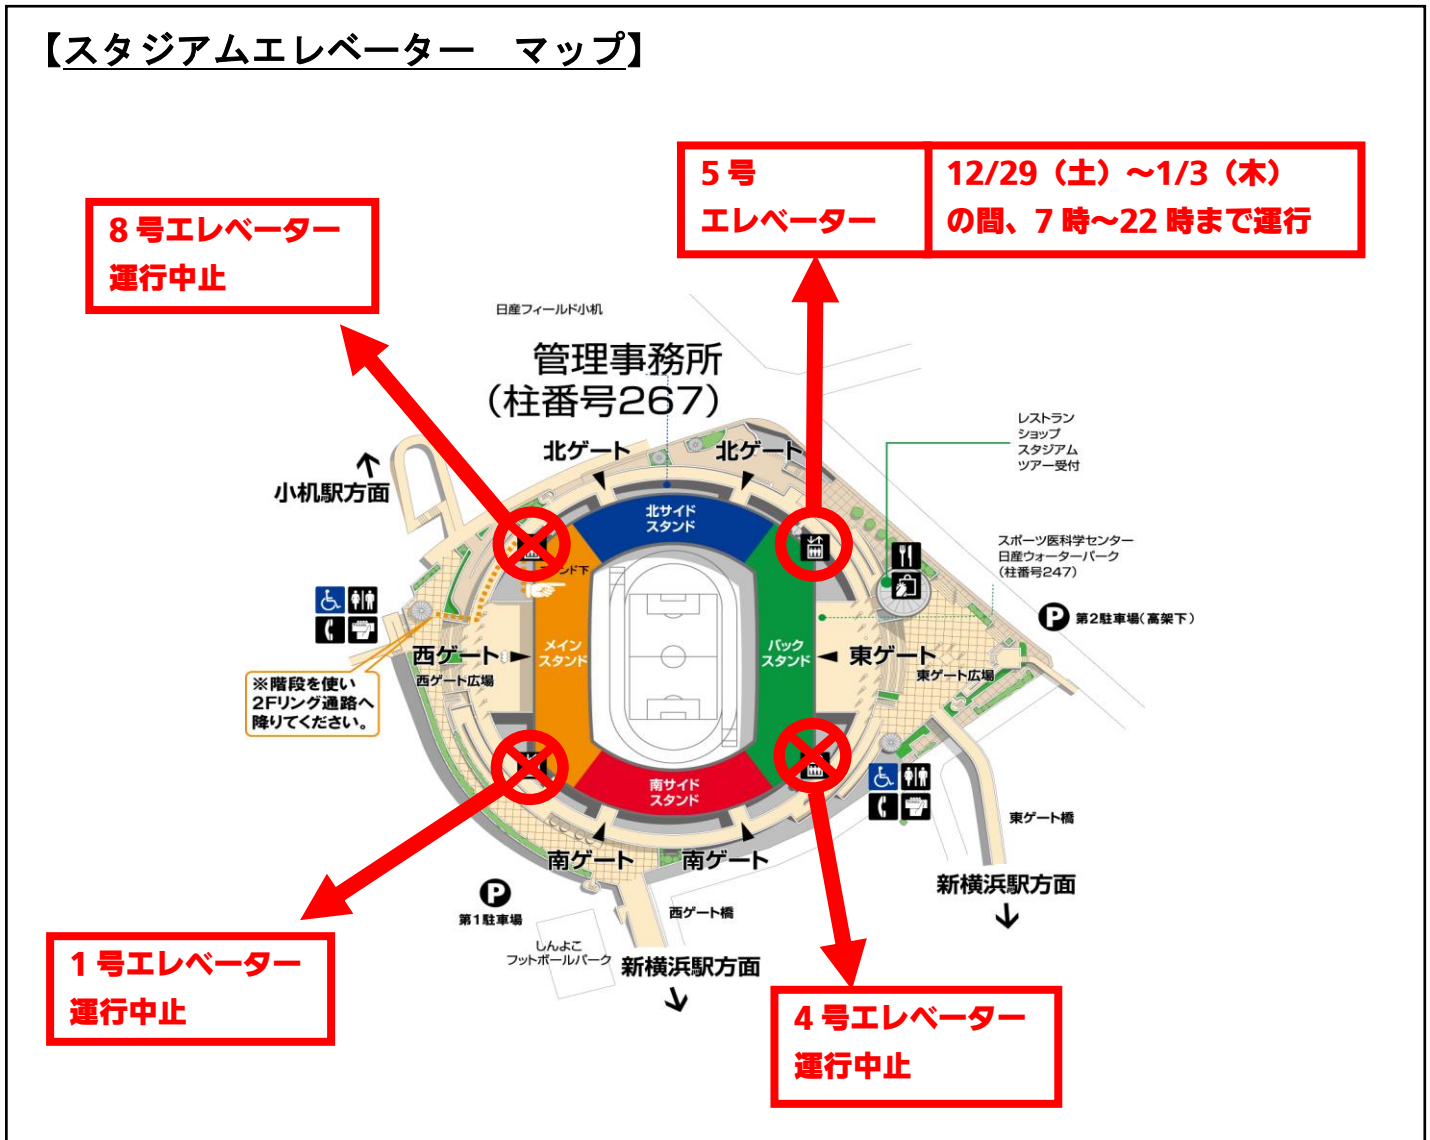 【スタジアムエレベーター　マップ】
5号
エレベーター
12/29（土）～1/3（木）
の間、7時～22時まで運行
8号エレベーター
運行中止
日産フィールド小机
管理事務所
（柱番号267）
北ゲート
北ゲート
小机駅方面
レストラン
ショップ
スタジアム
ツアー受付
北サイド
スタンド
スポーツ医科学センター
日産ウォーターパーク
（柱番号247）
ンド下
P 第2駐車場（高架下）
メイン
スタンド
バック
スタンド
西ゲート
西ゲート広場
東ゲート
東ゲート広場
※階段を使い
2Fリング通路へ
降りてください。
南サイド
スタンド
東ゲート橋
南ゲート
南ゲート
新横浜駅方面
P
第1駐車場
西ゲート橋
しんよこ
フットボールパーク
新横浜駅方面
1号エレベーター
運行中止
4号エレベーター
運行中止